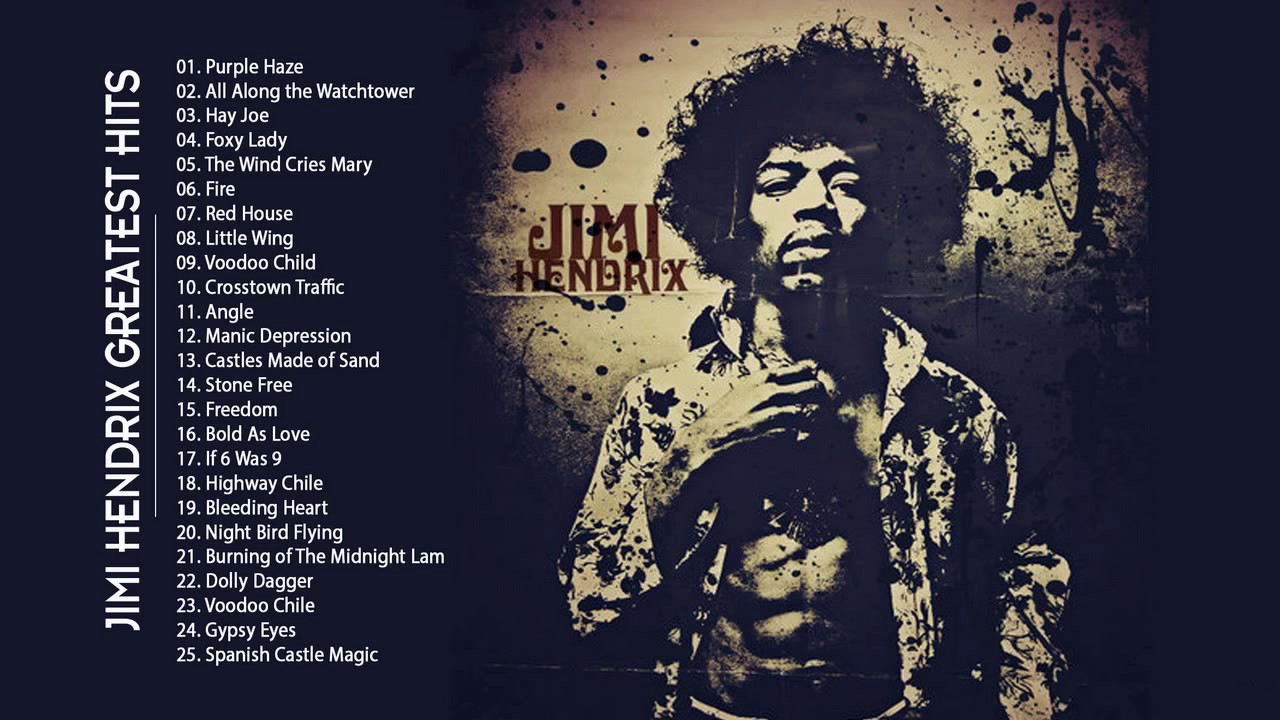 JIMI HENDRIX GREATEST HITS
01. Purple Haze
02. All Along the Watchtower
03. Hay Joe
04. Foxy Lady
05. The Wind Cries Mary
06. Fire
07. Red House
08. Little Wing
09. Voodoo Child
10. Crosstown Traffic
11. Angle
12. Manic Depression
13. Castles Made of Sand
14. Stone Free
15. Freedom
16. Bold As Love
17. If 6 Was 9
18. Highway Chile
19. Bleeding Heart
20. Night Bird Flying
21. Burning of The Midnight Lam
22. Dolly Dagger
23. Voodoo Chile
24. Gypsy Eyes
25. Spanish Castle Magic
JIMI
HENDRIX